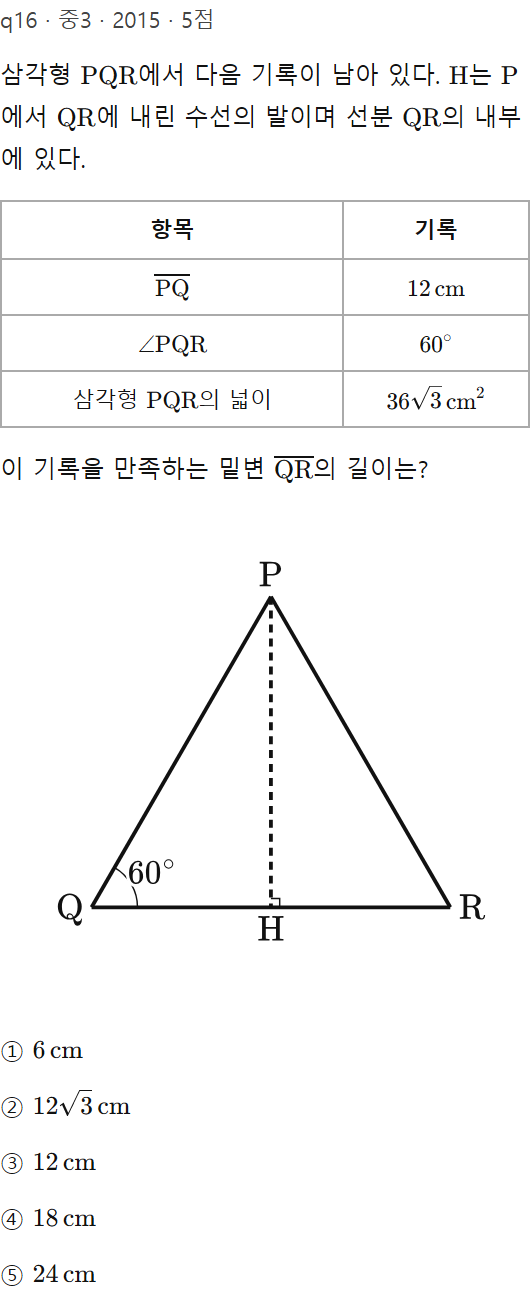 q16 · 중3 · 2015 · 5점
삼각형 PQR에서 다음 기록이 남아 있다. H는 P
에서 QR에 내린 수선의 발이며 선분 QR의 내부
에 있다.
항목 기록
$\overline{PQ}$ 12 cm
∠PQR 60°
삼각형 PQR의 넓이 $36\sqrt{3}$ cm²
이 기록을 만족하는 밑변 $\overline{QR}$의 길이는?
P
60°
Q
R
H
① 6 cm
② $12\sqrt{3}$ cm
③ 12 cm
④ 18 cm
⑤ 24 cm